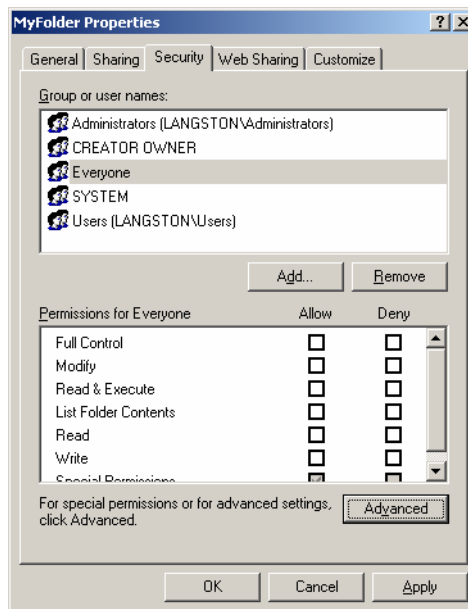 MyFolder Properties
General
Sharing
Security
Web Sharing
Customize
Group or user names:
Administrators (LANGSTON\Administrators)
CREATOR OWNER
Everyone
SYSTEM
Users (LANGSTON\Users)
Add...
Remove
Permissions for Everyone Allow Deny
Full Control
Modify
Read & Execute
List Folder Contents
Read
Write
Special Permissions
For special permissions or for advanced settings,
click Advanced.
Advanced
OK
Cancel
Apply